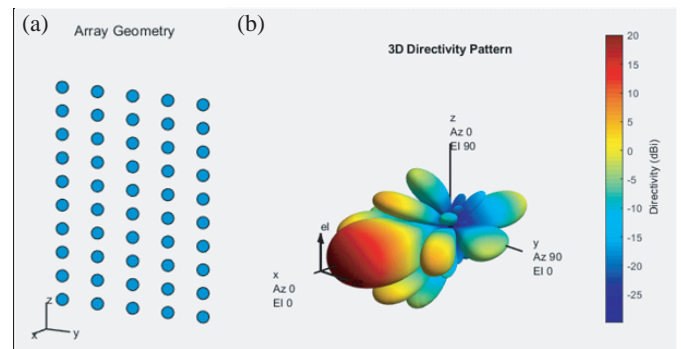 (a)
Array Geometry
z
x
y
(b)
3D Directivity Pattern
z
Az 0
El 90
el
x
Az 0
El 0
y
Az 90
El 0
20
15
10
5
0
-5
-10
-15
-20
-25
Directivity (dBi)